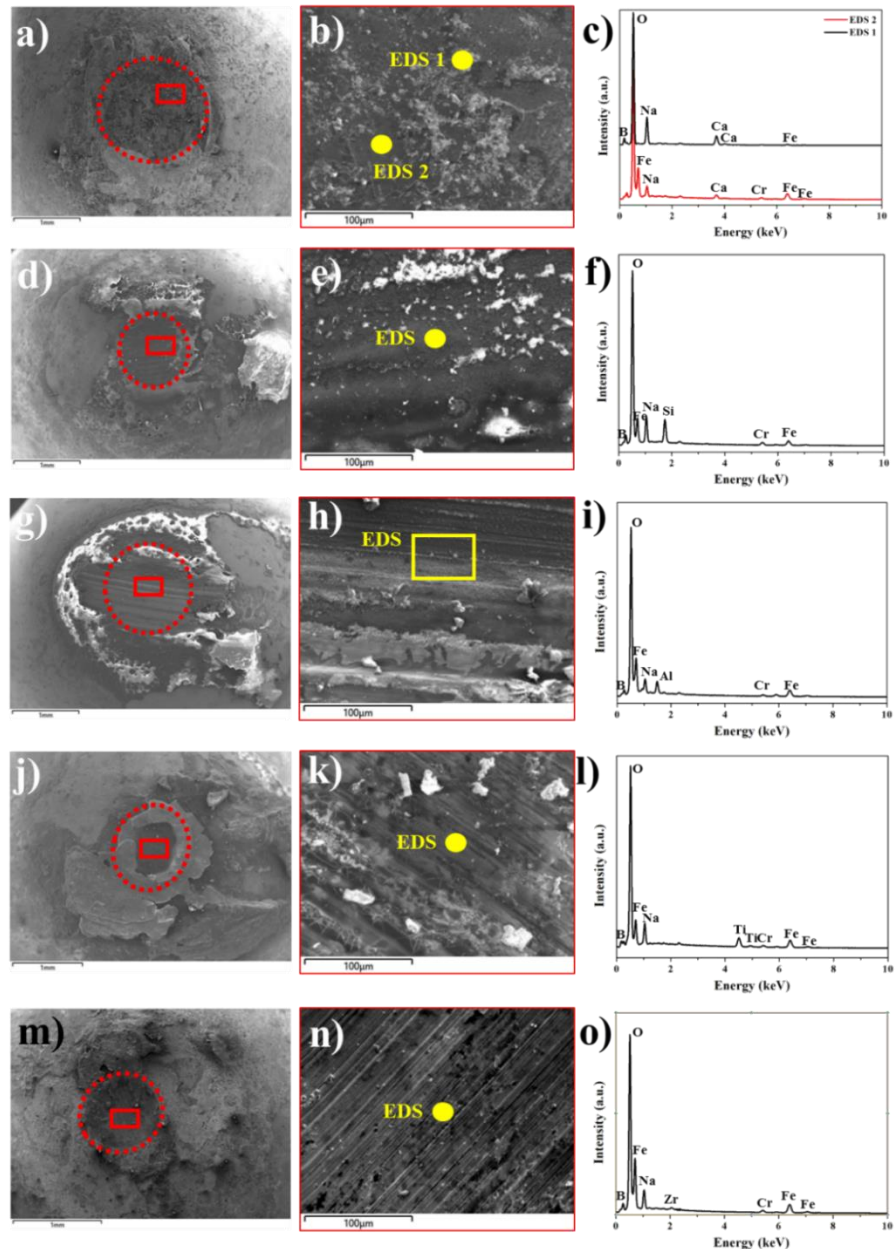 a)
1mm
b)
EDS 1
EDS 2
100μm
c)
Intensity (a.u.)
EDS 2
EDS 1
O
Na
B
Ca
Ca
Fe
Fe
Na
Ca
Cr
Fe
Fe
0 2 4 6 8 10
Energy (keV)
d)
1mm
e)
EDS
100μm
f)
Intensity (a.u.)
O
B
Fe
Na
Si
Cr
Fe
0 2 4 6 8 10
Energy (keV)
g)
1mm
h)
EDS
100μm
i)
Intensity (a.u.)
O
Fe
B
Na
Al
Cr
Fe
0 2 4 6 8 10
Energy (keV)
j)
1mm
k)
EDS
100μm
l)
Intensity (a.u.)
O
Fe
B
Na
Ti
Ti
Cr
Fe
Fe
0 2 4 6 8 10
Energy (keV)
m)
1mm
n)
EDS
100μm
o)
Intensity (a.u.)
O
Fe
B
Na
Zr
Cr
Fe
Fe
0 2 4 6 8 10
Energy (keV)